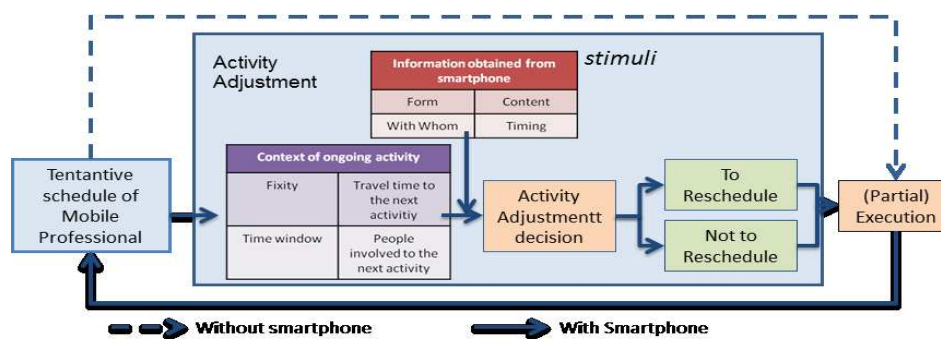 Activity
Adjustment
stimuli
Information obtained from
smartphone
Form
Content
With Whom
Timing
Tentantive
schedule of
Mobile
Professional
Context of ongoing activity
Fixity
Travel time to
the next
activity
Time window
People
involved to the
next activity
Activity
Adjustmentt
decision
To
Reschedule
Not to
Reschedule
(Partial)
Execution
Without smartphone
With Smartphone